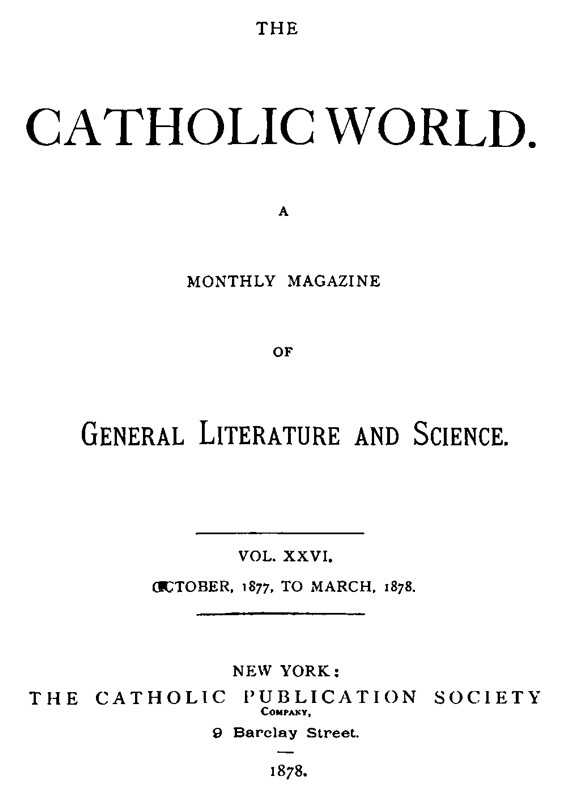 THE
CATHOLIC WORLD.
A
MONTHLY MAGAZINE
OF
GENERAL LITERATURE AND SCIENCE.
VOL. XXVI.
OCTOBER, 1877, TO MARCH, 1878.
NEW YORK:
THE CATHOLIC PUBLICATION SOCIETY
COMPANY,
9 Barclay Street.
1878.